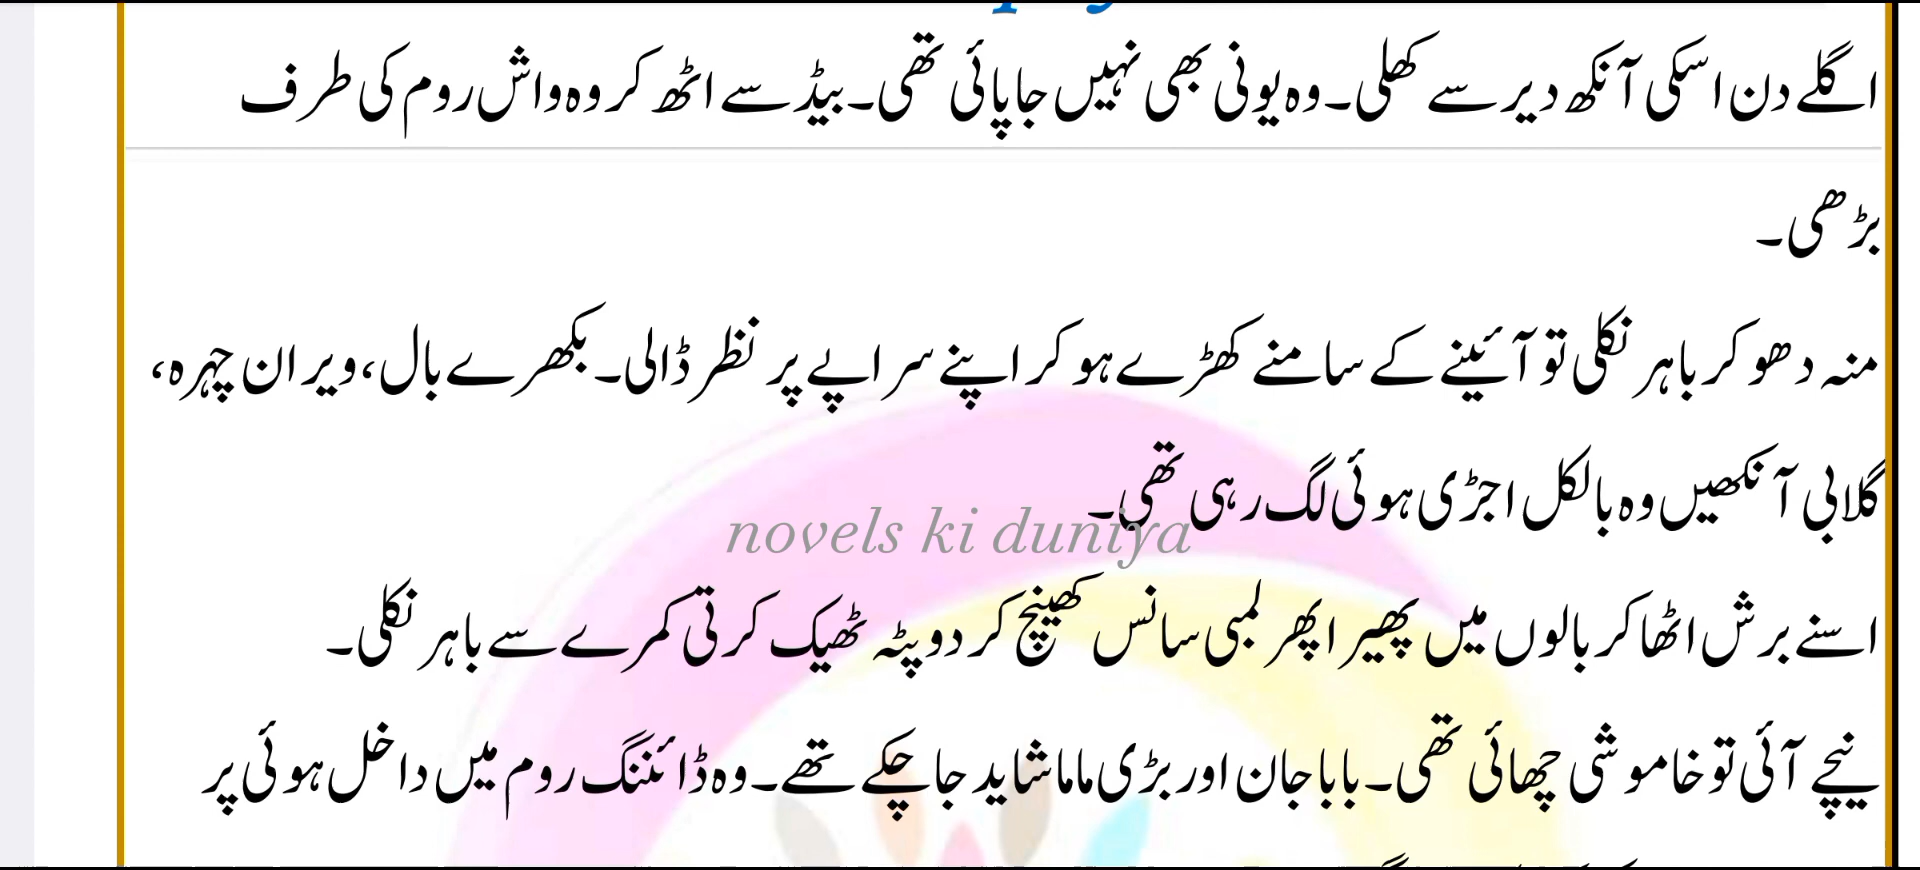 اگلے دن اسکی آنکھ دیر سے کھلی۔وہ یونی بھی نہیں جا پائی تھی۔بیڈ سے اٹھ کر وہ واش روم کی طرف
بڑھی۔
منہ دھو کر باہر نکلی تو آئینے کے سامنے کھڑے ہو کر اپنے سراپے پر نظر ڈالی۔بکھرے بال،ویران چہرہ،
گلابی آنکھیں وہ بالکل اجڑی ہوئی لگ رہی تھی۔
novels ki duniya
اسنے برش اٹھا کر بالوں میں پھیرا پھر لمبی سانس کھینچ کر دوپٹہ ٹھیک کرتی کمرے سے باہر نکلی۔
نیچے آئی تو خاموشی چھائی تھی۔بابا جان اور بڑی ماما شاید جا چکے تھے۔وہ ڈائننگ روم میں داخل ہوئی پر